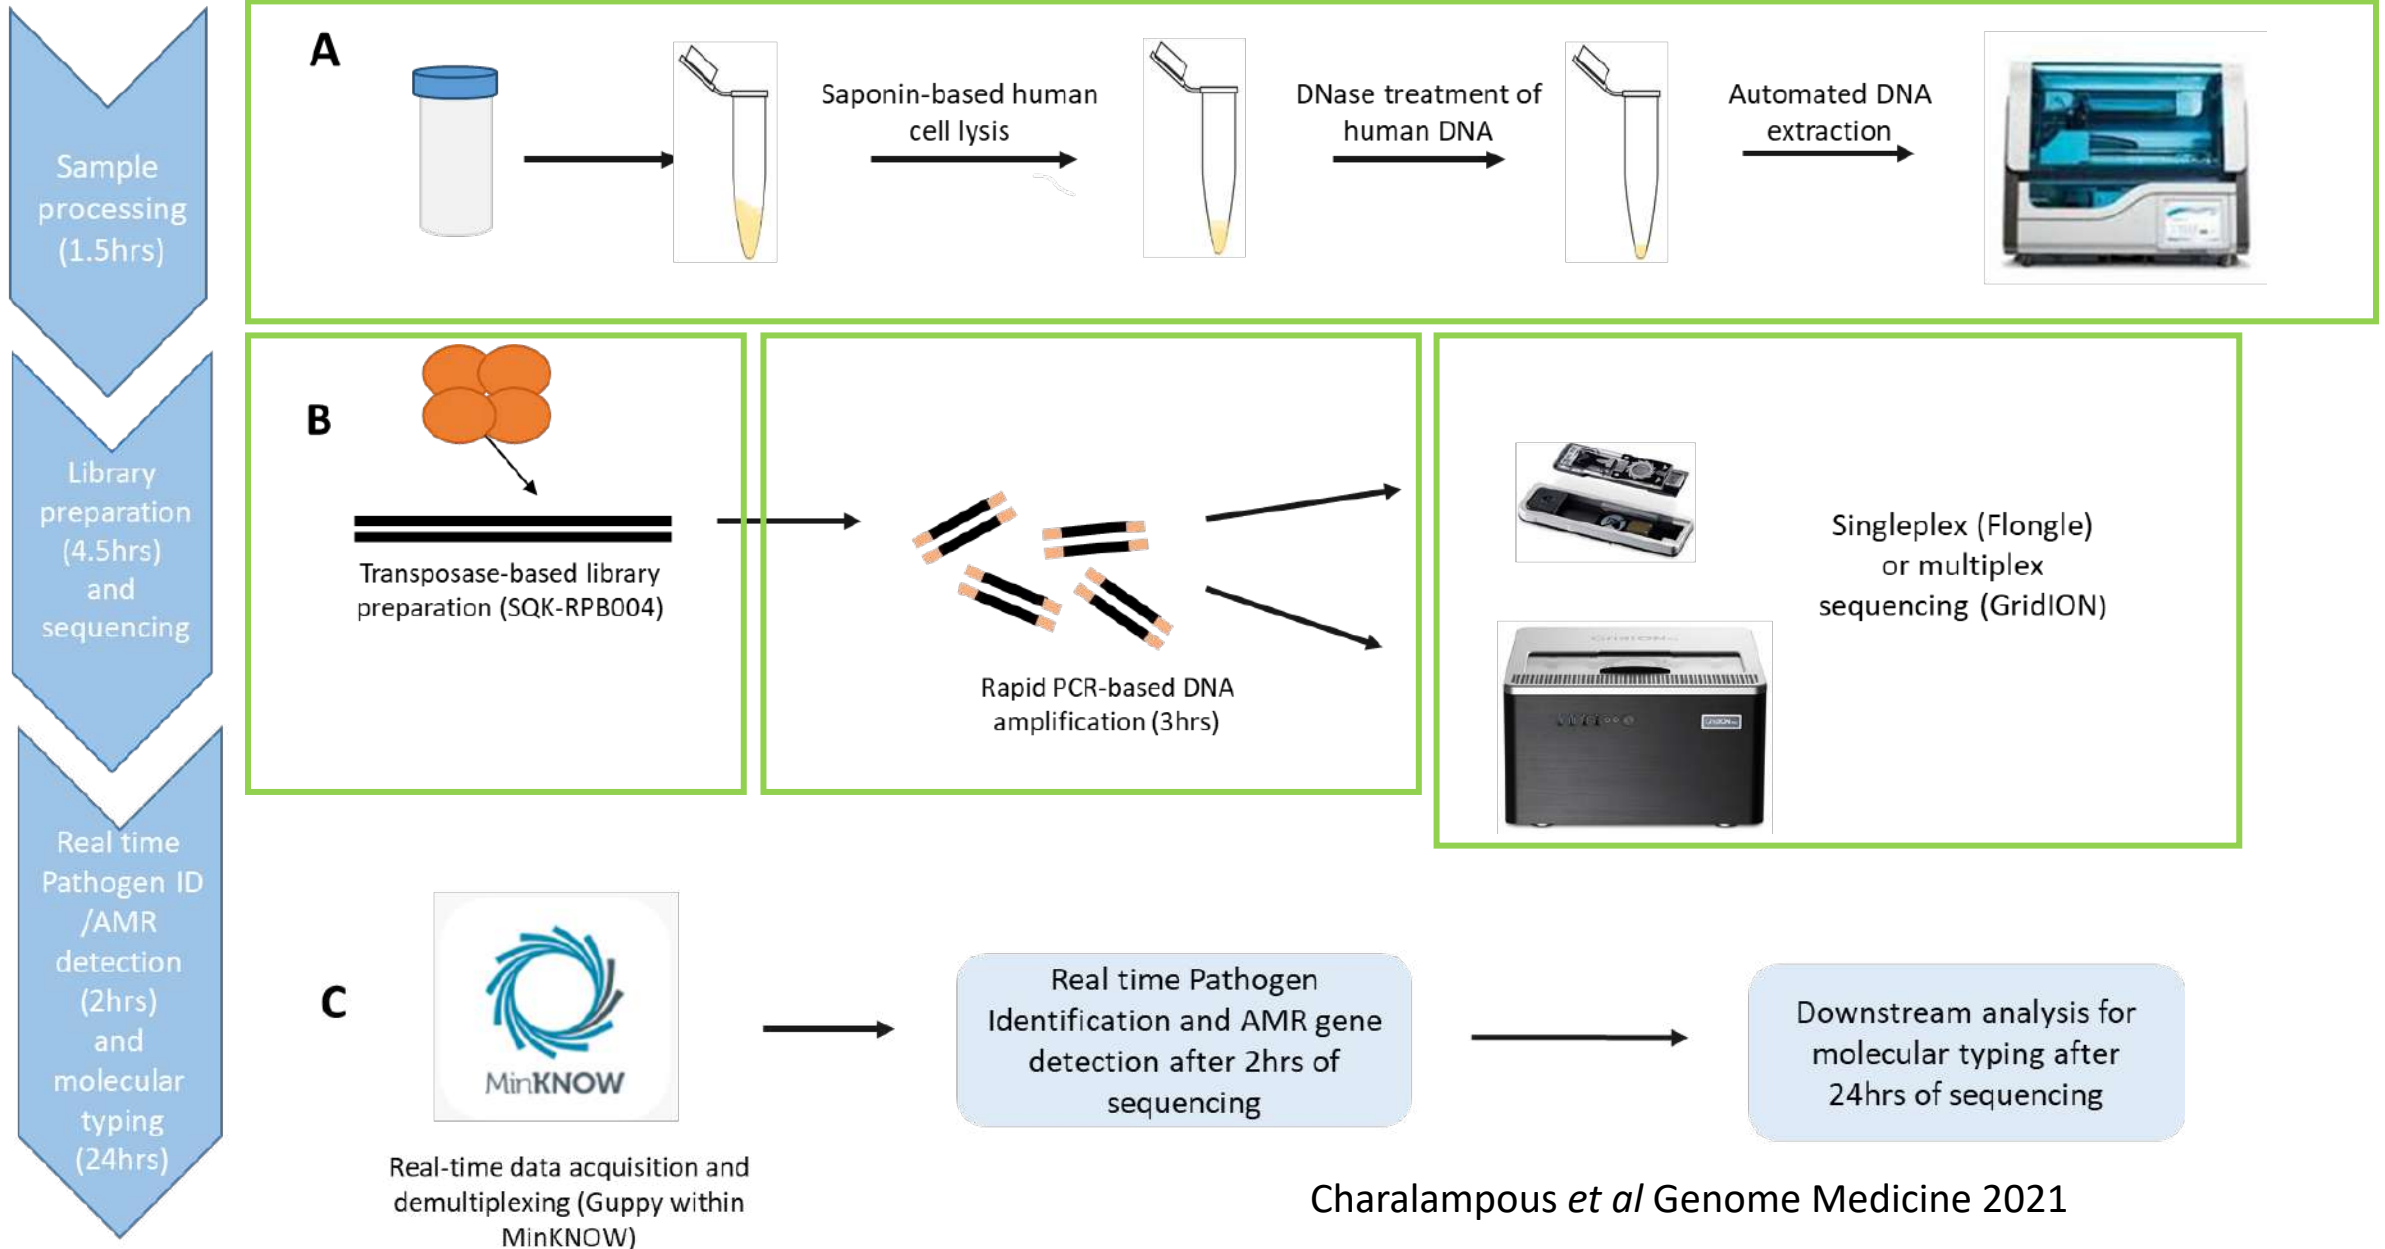 Sample
processing
(1.5hrs)
A
Saponin-based human
cell lysis
DNase treatment of
human DNA
Automated DNA
extraction
Library
preparation
(4.5hrs)
and
sequencing
B
Transposase-based library
preparation (SQK-RPB004)
Rapid PCR-based DNA
amplification (3hrs)
Singleplex (Flongle)
or multiplex
sequencing (GridION)
GridION
GridION
Real time
Pathogen ID
/AMR
detection
(2hrs)
and
molecular
typing
(24hrs)
C
MinKNOW
Real-time data acquisition and
demultiplexing (Guppy within
MinKNOW)
Real time Pathogen
Identification and AMR gene
detection after 2hrs of
sequencing
Downstream analysis for
molecular typing after
24hrs of sequencing
Charalampous et al Genome Medicine 2021